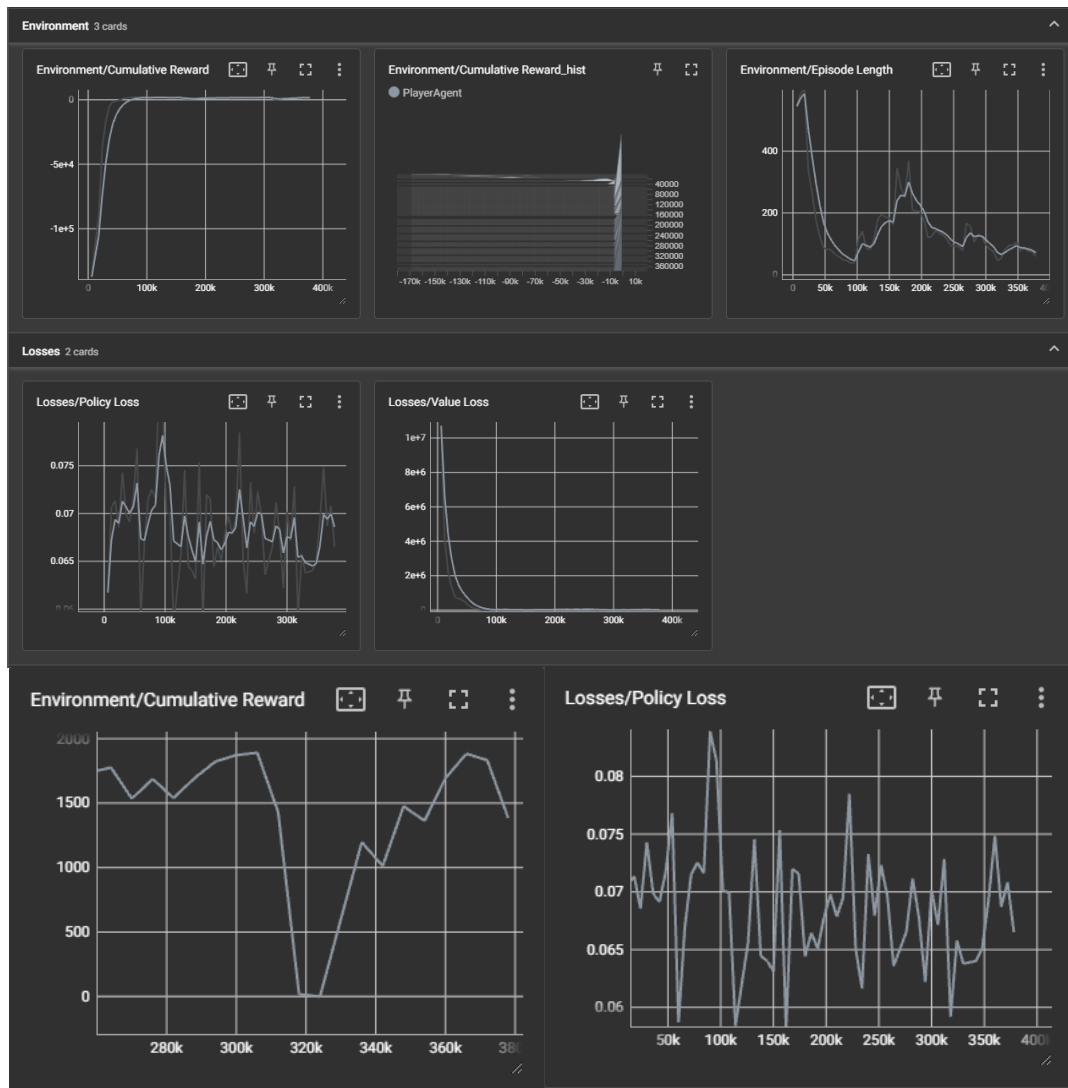 Environment 3 cards
Environment/Cumulative Reward
0
-5e+4
-1e+5
0 100k 200k 300k 400k
Environment/Cumulative Reward_hist
PlayerAgent
40000
80000
120000
160000
200000
240000
280000
320000
360000
-170k -150k -130k -110k -90k -70k -50k -30k -10k 10k
Environment/Episode Length
400
200
0
0 50k 100k 150k 200k 250k 300k 350k
Losses 2 cards
Losses/Policy Loss
0.075
0.07
0.065
0.06
0 100k 200k 300k
Losses/Value Loss
1e+7
8e+6
6e+6
4e+6
2e+6
0
0 100k 200k 300k 400k
Environment/Cumulative Reward
2000
1500
1000
500
0
280k 300k 320k 340k 360k 380
Losses/Policy Loss
0.08
0.075
0.07
0.065
0.06
50k 100k 150k 200k 250k 300k 350k 400